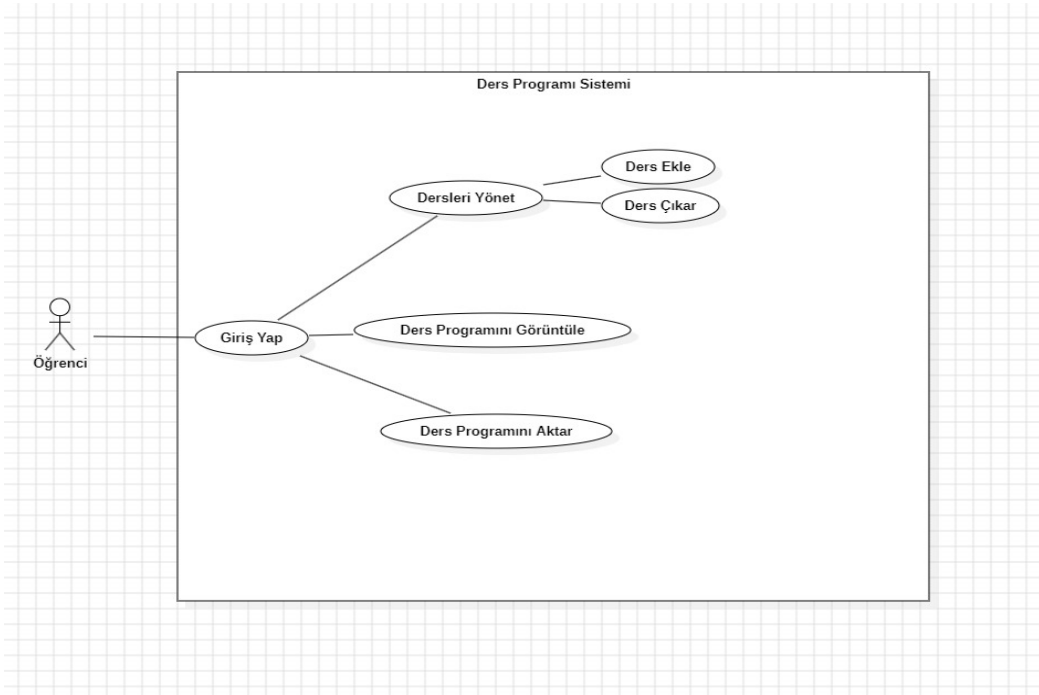 Ders Programı Sistemi
Ders Ekle
Dersleri Yönet
Ders Çıkar
Ders Programını Görüntüle
Giriş Yap
Öğrenci
Ders Programını Aktar